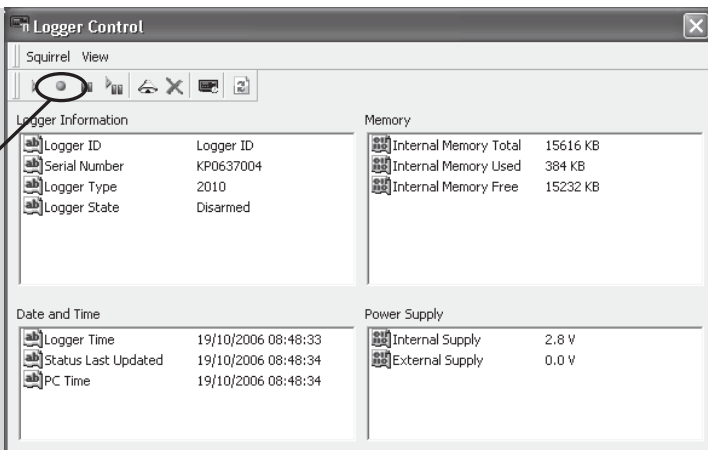 Logger Control
Squirrel View
Logger Information
Logger ID Logger ID
Serial Number KP0637004
Logger Type 2010
Logger State Disarmed
Memory
Internal Memory Total 15616 KB
Internal Memory Used 384 KB
Internal Memory Free 15232 KB
Date and Time
Logger Time 19/10/2006 08:48:33
Status Last Updated 19/10/2006 08:48:34
PC Time 19/10/2006 08:48:34
Power Supply
Internal Supply 2.8 V
External Supply 0.0 V